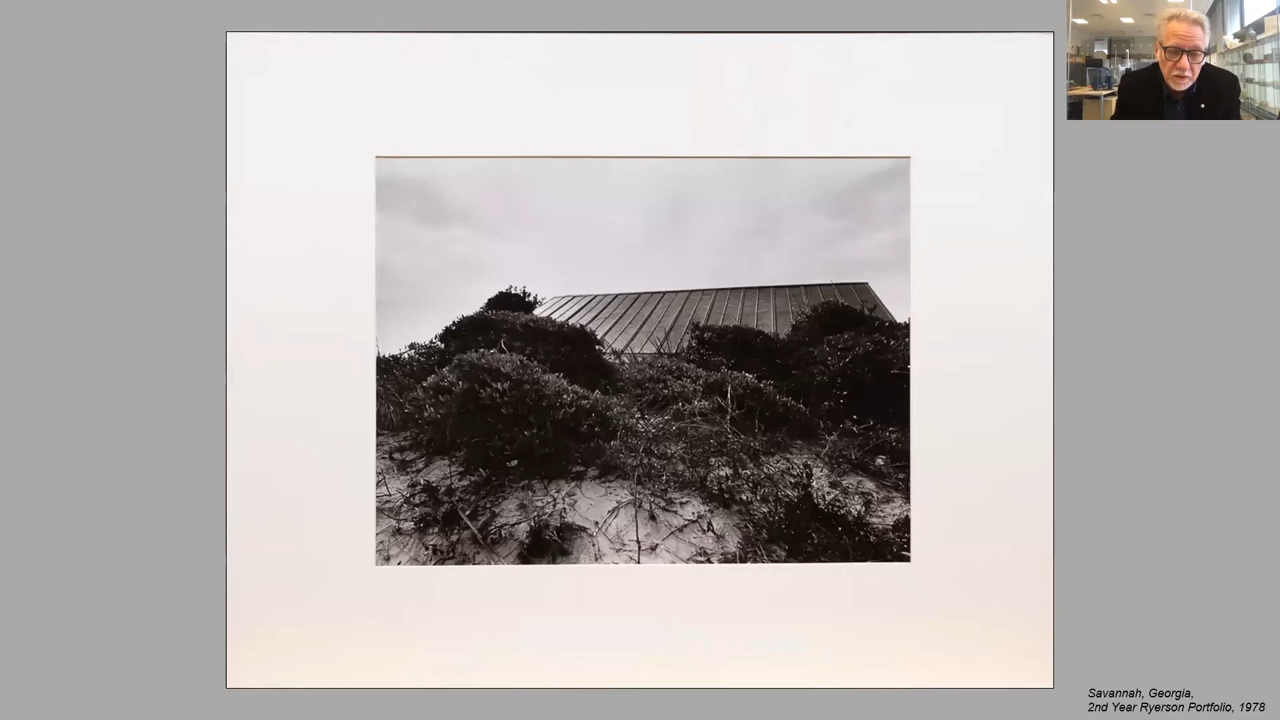 Savannah, Georgia,
2nd Year Ryerson Portfolio, 1978